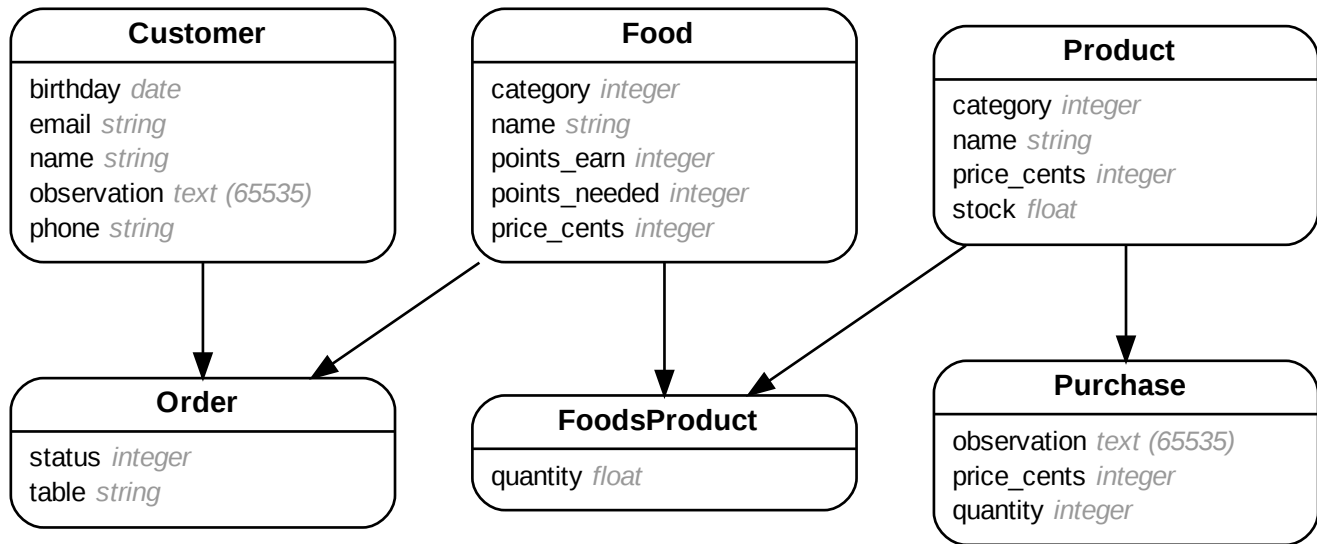 Customer
birthday date
email string
name string
observation text (65535)
phone string
Food
category integer
name string
points_earn integer
points_needed integer
price_cents integer
Product
category integer
name string
price_cents integer
stock float
Order
status integer
table string
FoodsProduct
quantity float
Purchase
observation text (65535)
price_cents integer
quantity integer